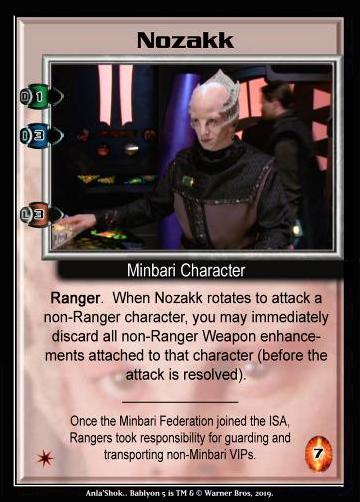 Nozakk
D 1
I 3
L 3
Minbari Character
Ranger. When Nozakk rotates to attack a
non-Ranger character, you may immediately
discard all non-Ranger Weapon enhance-
ments attached to that character (before the
attack is resolved).
Once the Minbari Federation joined the ISA,
Rangers took responsibility for guarding and
transporting non-Minbari VIPs.
7
Anla'Shok.. Bablyon 5 is TM & © Warner Bros, 2019.